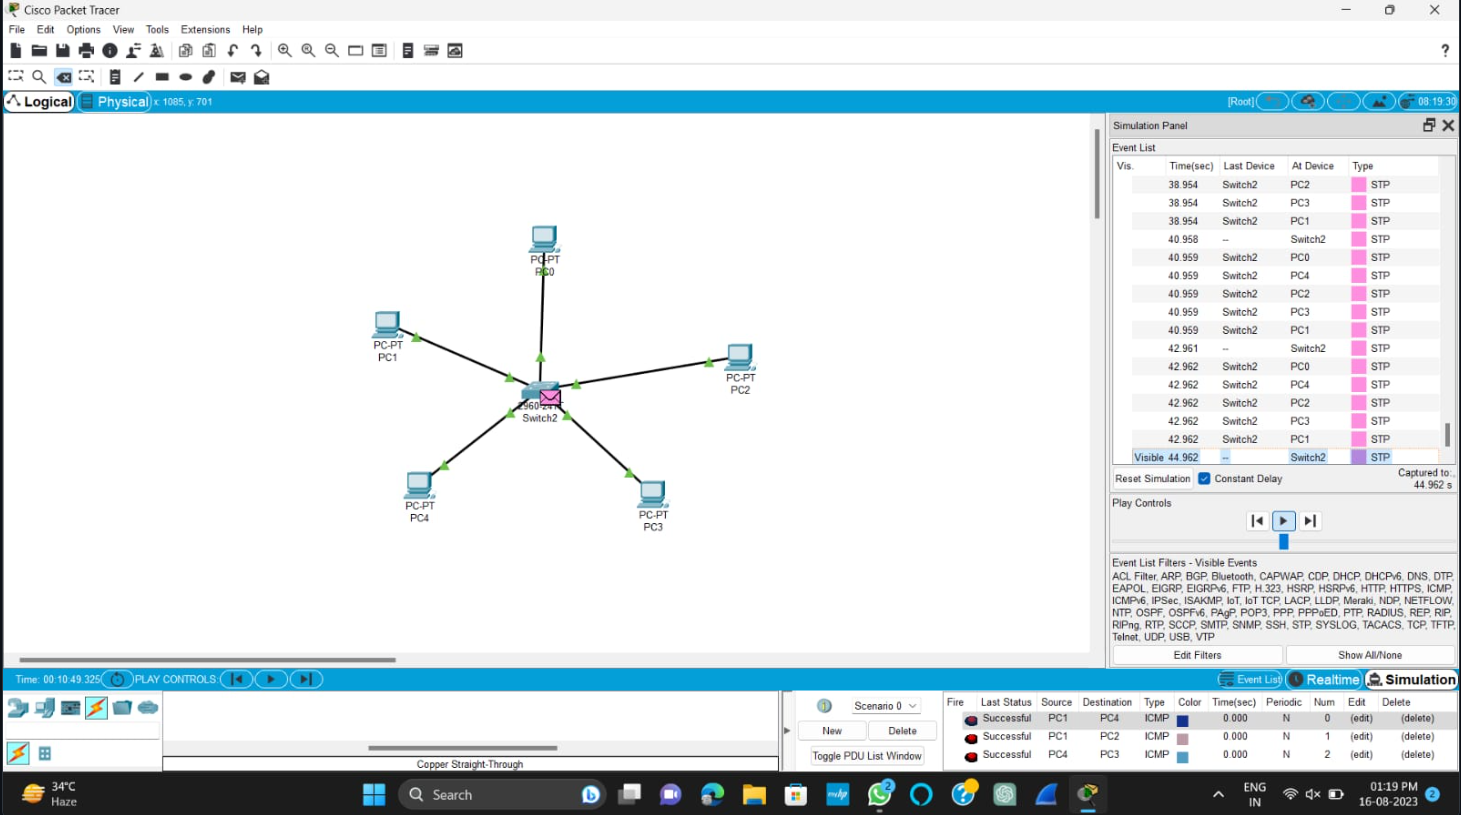 Cisco Packet Tracer
File Edit Options View Tools Extensions Help
?
Logical Physical x: 1085, y: 701 [Root] 08:19:30
Simulation Panel
Event List
Vis. Time(sec) Last Device At Device Type
38.954 Switch2 PC2 STP
38.954 Switch2 PC3 STP
38.954 Switch2 PC1 STP
40.958 -- Switch2 STP
40.959 Switch2 PC0 STP
40.959 Switch2 PC4 STP
40.959 Switch2 PC2 STP
40.959 Switch2 PC3 STP
40.959 Switch2 PC1 STP
42.961 -- Switch2 STP
42.962 Switch2 PC0 STP
42.962 Switch2 PC4 STP
42.962 Switch2 PC2 STP
42.962 Switch2 PC3 STP
42.962 Switch2 PC1 STP
Visible 44.962 -- Switch2 STP
Reset Simulation Constant Delay Captured to:
44.962 s
Play Controls
Event List Filters - Visible Events
ACL Filter, ARP, BGP, Bluetooth, CAPWAP, CDP, DHCP, DHCPv6, DNS, DTP,
EAPOL, EIGRP, EIGRPv6, FTP, H.323, HSRP, HSRPv6, HTTP, HTTPS, ICMP,
ICMPv6, IPSec, ISAKMP, IoT, IoT TCP, LACP, LLDP, Meraki, NDP, NETFLOW,
NTP, OSPF, OSPFv6, PAgP, POP3, PPP, PPPoED, PTP, RADIUS, REP, RIP,
RIPng, RTP, SCCP, SMTP, SNMP, SSH, STP, SYSLOG, TACACS, TCP, TFTP,
Telnet, UDP, USB, VTP
Edit Filters Show All/None
PC-PT
PC0
PC-PT
PC1
PC-PT
PC2
Switch2
PC-PT
PC4
PC-PT
PC3
Time: 00:10:49.325 PLAY CONTROLS: Event List Realtime Simulation
Copper Straight-Through
Scenario 0
New Delete
Toggle PDU List Window
Fire Last Status Source Destination Type Color Time(sec) Periodic Num Edit Delete
Successful PC1 PC4 ICMP 0.000 N 0 (edit) (delete)
Successful PC1 PC2 ICMP 0.000 N 1 (edit) (delete)
Successful PC4 PC3 ICMP 0.000 N 2 (edit) (delete)
34°C
Haze
Search
2
ENG
IN
01:19 PM
16-08-2023
2